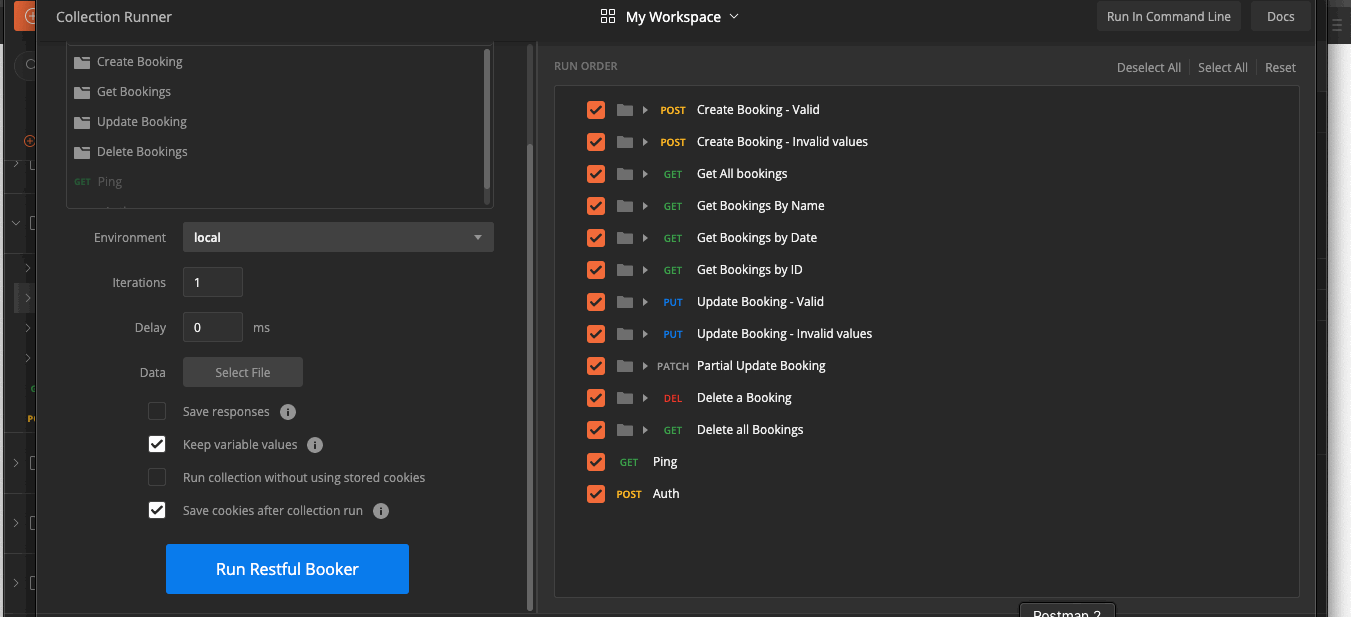 Collection Runner
My Workspace
Run In Command Line
Docs
Create Booking
Get Bookings
Update Booking
Delete Bookings
GET Ping
Environment local
Iterations 1
Delay 0 ms
Data Select File
Save responses
Keep variable values
Run collection without using stored cookies
Save cookies after collection run
Run Restful Booker
RUN ORDER
Deselect All Select All Reset
POST Create Booking - Valid
POST Create Booking - Invalid values
GET Get All bookings
GET Get Bookings By Name
GET Get Bookings by Date
GET Get Bookings by ID
PUT Update Booking - Valid
PUT Update Booking - Invalid values
PATCH Partial Update Booking
DEL Delete a Booking
GET Delete all Bookings
GET Ping
POST Auth
Postman 2